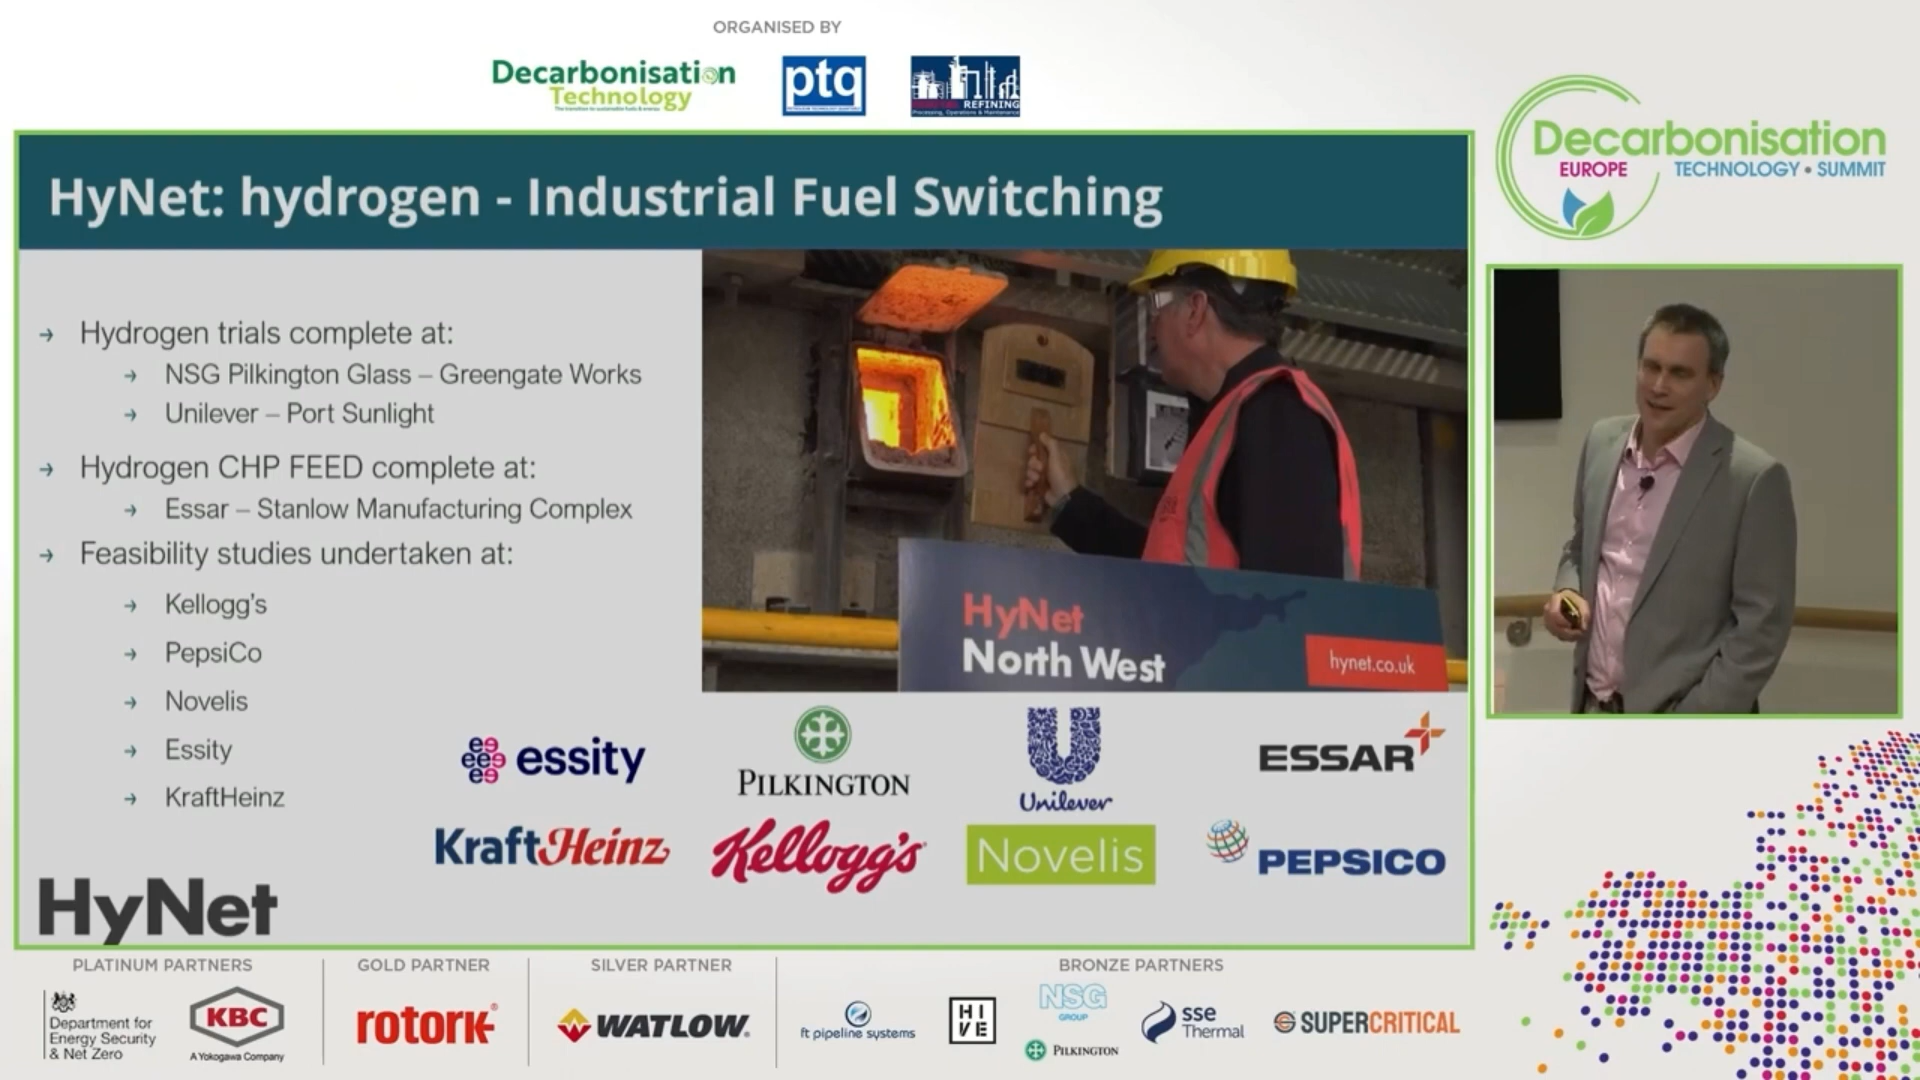 ORGANISED BY
Decarbonisation
Technology
ptq
REFINING
Processing, Operations & Maintenance
Decarbonisation
EUROPE
TECHNOLOGY • SUMMIT
HyNet: hydrogen - Industrial Fuel Switching
→ Hydrogen trials complete at:
→ NSG Pilkington Glass – Greengate Works
→ Unilever – Port Sunlight
→ Hydrogen CHP FEED complete at:
→ Essar – Stanlow Manufacturing Complex
→ Feasibility studies undertaken at:
→ Kellogg's
→ PepsiCo
→ Novelis
→ Essity
→ KraftHeinz
HyNet
North West
hynet.co.uk
essity
PILKINGTON
Unilever
ESSAR
KraftHeinz
Kellogg's
Novelis
PEPSICO
HyNet
PLATINUM PARTNERS
GOLD PARTNER
SILVER PARTNER
BRONZE PARTNERS
Department for
Energy Security
& Net Zero
KBC
A Yokogawa Company
rotork®
WATLOW®
ft pipeline systems
HI
VE
NSG
GROUP
PILKINGTON
sse
Thermal
SUPERCRITICAL